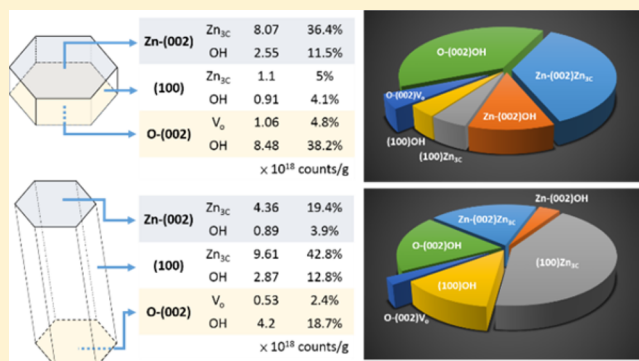 Zn-(002) Zn3C 8.07 36.4%
OH 2.55 11.5%
(100) Zn3C 1.1 5%
OH 0.91 4.1%
O-(002) Vo 1.06 4.8%
OH 8.48 38.2%
× 10^18 counts/g
O-(002)OH
Zn-(002)Zn3C
O-(002)Vo
Zn-(002)OH
(100)OH
(100)Zn3C
Zn-(002) Zn3C 4.36 19.4%
OH 0.89 3.9%
(100) Zn3C 9.61 42.8%
OH 2.87 12.8%
O-(002) Vo 0.53 2.4%
OH 4.2 18.7%
× 10^18 counts/g
Zn-(002)OH
Zn-(002)Zn3C
O-(002)OH
(100)Zn3C
(100)OH
O-(002)Vo